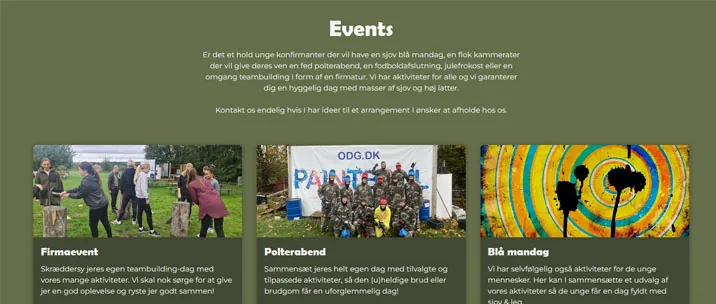 Events
Er det et hold unge konfirmanter der vil have en sjov blå mandag, en flok kammerater
der vil give deres ven en fed polterabend, en fodboldafslutning, julefrokost eller en
omgang teambuilding i form af en firmatur. Vi har aktiviteter for alle og vi garanterer
dig en hyggelig dag med masser af sjov og høj latter.
Kontakt os endelig hvis I har ideer til et arrangement I ønsker at afholde hos os.
ODG.DK
Firmaevent
Skræddersy jeres egen teambuilding-dag med
vores mange aktiviteter. Vi skal nok sørge for at give
jer en god oplevelse og ryste jer godt sammen!
Polterabend
Sammensæt jeres helt egen dag med tilvalgte og
tilpassede aktiviteter, så den (u)heldige brud eller
brudgom får en uforglemmelig dag!
Blå mandag
Vi har selvfølgelig også aktiviteter for de unge
mennesker. Her kan I sammensætte et udvalg af
vores aktiviteter så de unge får en dag fyldt med
sjov & leg.